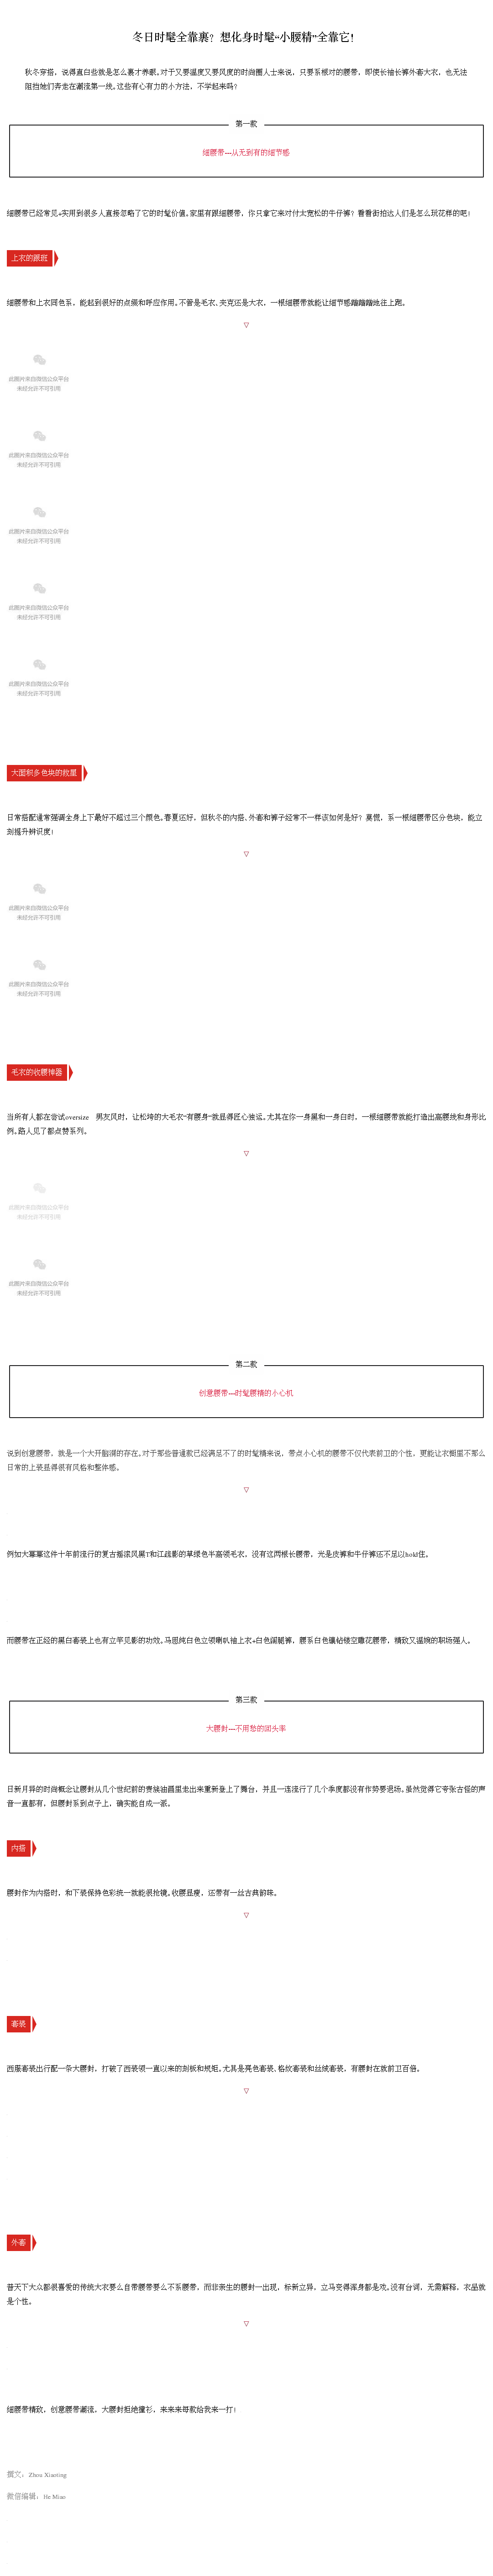 冬日时髦全靠裹？想化身时髦“小腰精”全靠它！
秋冬穿搭，说得直白些就是怎么裹才养眼。对于又要温度又要风度的时尚圈人士来说，只要系根对的腰带，即使长袖长裤外套大衣，也无法
阻挡她们奔走在潮流第一线。这些有心有力的小方法，不学起来吗？
第一款
细腰带---从无到有的细节感
细腰带已经常见+实用到很多人直接忽略了它的时髦价值。家里有跟细腰带，你只拿它来对付太宽松的牛仔裤？看看街拍达人们是怎么玩花样的吧！
上衣的跟班
细腰带和上衣同色系，能起到很好的点缀和呼应作用。不管是毛衣、夹克还是大衣，一根细腰带就能让细节感蹭蹭蹭地往上跑。
▽
此图片来自微信公众平台
未经允许不可引用
此图片来自微信公众平台
未经允许不可引用
此图片来自微信公众平台
未经允许不可引用
此图片来自微信公众平台
未经允许不可引用
此图片来自微信公众平台
未经允许不可引用
大面积多色块的救星
日常搭配通常强调全身上下最好不超过三个颜色。春夏还好，但秋冬的内搭、外套和裤子经常不一样该如何是好？莫慌，系一根细腰带区分色块，能立
刻提升辨识度！
▽
此图片来自微信公众平台
未经允许不可引用
此图片来自微信公众平台
未经允许不可引用
毛衣的收腰神器
当所有人都在尝试oversize 男友风时，让松垮的大毛衣“有腰身”就显得匠心独运。尤其在你一身黑和一身白时，一根细腰带就能打造出高腰线和身形比
例。路人见了都点赞系列。
▽
此图片来自微信公众平台
未经允许不可引用
此图片来自微信公众平台
未经允许不可引用
第二款
创意腰带---时髦腰精的小心机
说到创意腰带，就是一个大开脑洞的存在。对于那些普通款已经满足不了的时髦精来说，带点小心机的腰带不仅代表前卫的个性，更能让衣橱里不那么
日常的上装显得很有风格和整体感。
▽
例如大幂幂这件十年前流行的复古摇滚风黑T和江疏影的草绿色半高领毛衣，没有这两根长腰带，光是皮裤和牛仔裤还不足以hold住。
而腰带在正经的黑白套装上也有立竿见影的功效。马思纯白色立领喇叭袖上衣+白色阔腿裤，腰系白色镶钻镂空雕花腰带，精致又温婉的职场强人。
第三款
大腰封---不用愁的回头率
日新月异的时尚概念让腰封从几个世纪前的贵族油画里走出来重新登上了舞台，并且一连流行了几个季度都没有作势要退场。虽然觉得它夸张古怪的声
音一直都有，但腰封系到点子上，确实能自成一派。
内搭
腰封作为内搭时，和下装保持色彩统一就能很抢镜。收腰显瘦，还带有一丝古典韵味。
▽
套装
西服套装出行配一条大腰封，打破了西装领一直以来的刻板和规矩。尤其是亮色套装、格纹套装和丝绒套装，有腰封在放前卫百倍。
▽
外套
普天下大众都很喜爱的传统大衣要么自带腰带要么不系腰带，而非亲生的腰封一出现，标新立异，立马变得浑身都是戏。没有台词，无需解释，衣品就
是个性。
▽
细腰带精致，创意腰带潮流，大腰封拒绝撞衫，来来来每款给我来一打！
撰文：Zhou Xiaoting
微信编辑：He Miao